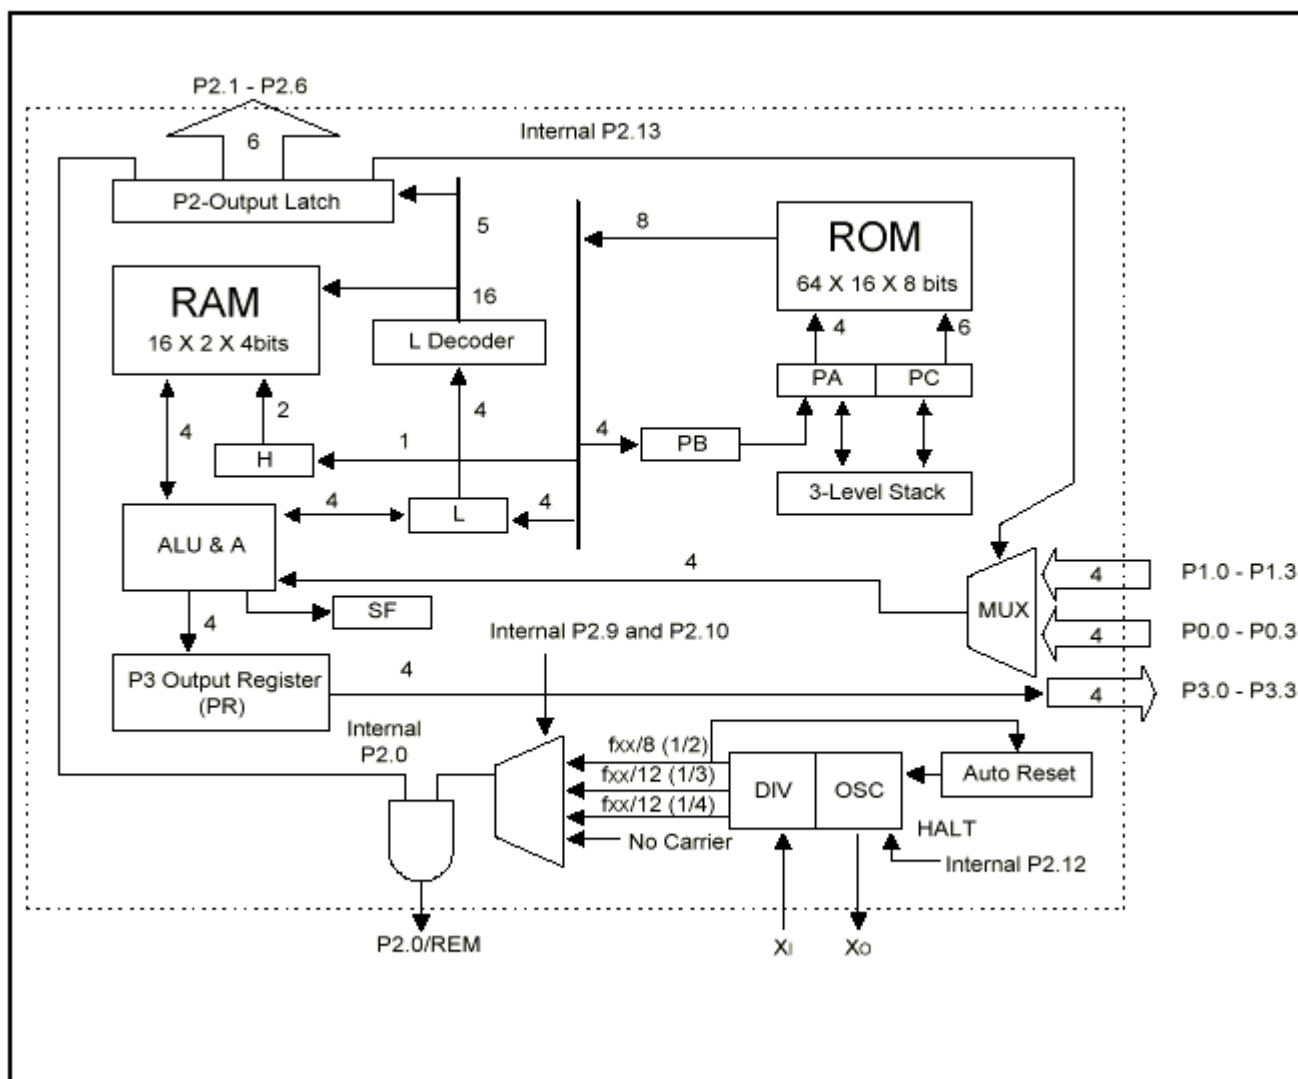 P2.1 - P2.6
6
Internal P2.13
P2-Output Latch
5
8
ROM
64 X 16 X 8 bits
RAM
16 X 2 X 4bits
16
L Decoder
4
6
PA
PC
4
2
4
1
4
PB
H
3-Level Stack
4
L
4
ALU & A
4
MUX
4
P1.0 - P1.3
SF
4
Internal P2.9 and P2.10
4
P0.0 - P0.3
P3 Output Register
(PR)
4
4
P3.0 - P3.3
Internal
P2.0
fxx/8 (1/2)
fxx/12 (1/3)
fxx/12 (1/4)
No Carrier
DIV
OSC
Auto Reset
HALT
Internal P2.12
P2.0/REM
XI
XO